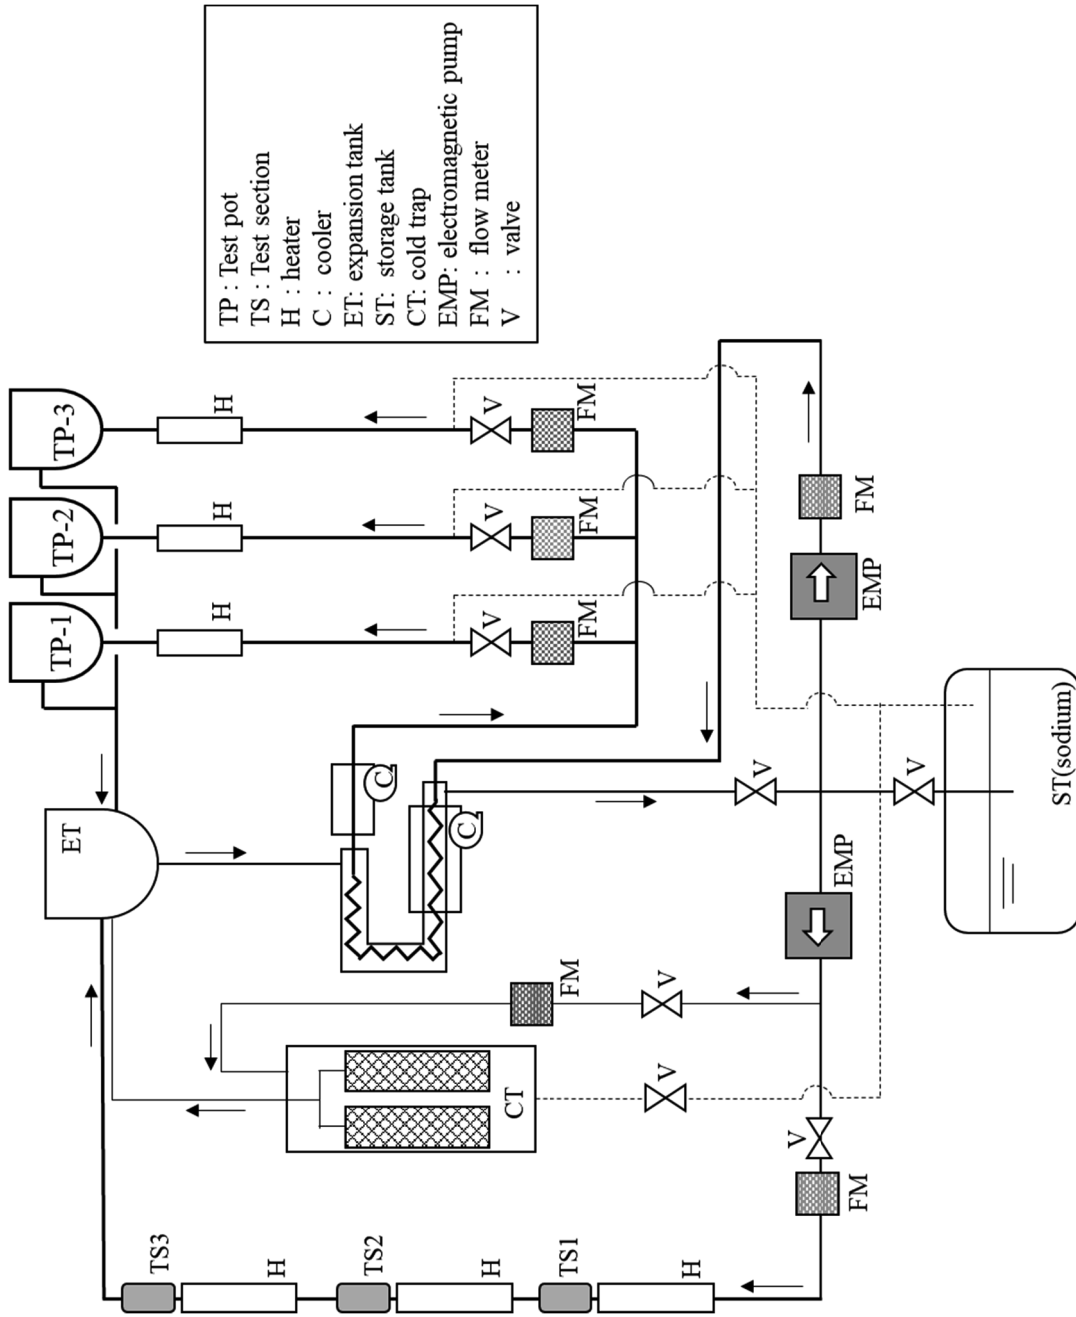 TP : Test pot
TS : Test section
H : heater
C : cooler
ET: expansion tank
ST: storage tank
CT: cold trap
EMP: electromagnetic pump
FM : flow meter
V : valve
TP-3
TP-2
TP-1
H
H
H
V
V
V
FM
FM
FM
ET
C
C
V
V
FM
EMP
EMP
ST(sodium)
FM
V
V
CT
V
FM
TS3
H
TS2
H
TS1
H